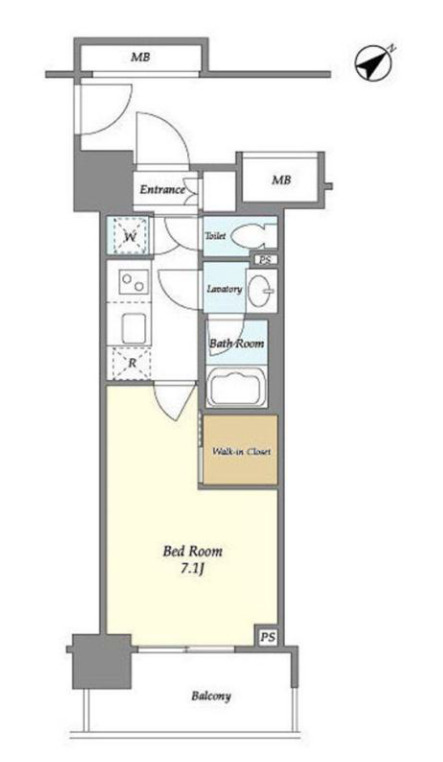 MB
N
MB
Entrance
W
Toilet
PS
Lavatory
Bath Room
R
Walk-in Closet
Bed Room
7.1J
PS
Balcony